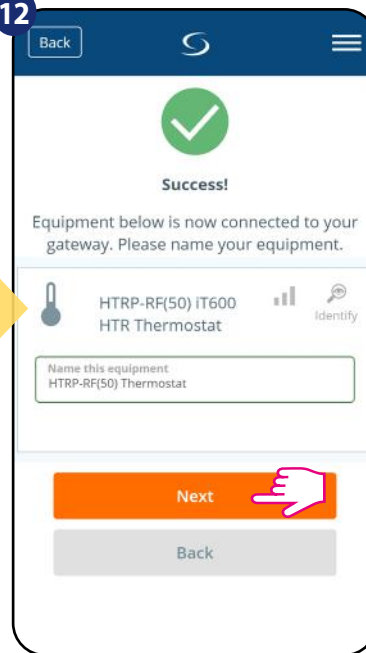 12
Back
Success!
Equipment below is now connected to your
gateway. Please name your equipment.
HTRP-RF(50) iT600
HTR Thermostat
Identify
Name this equipment
HTRP-RF(50) Thermostat
Next
Back